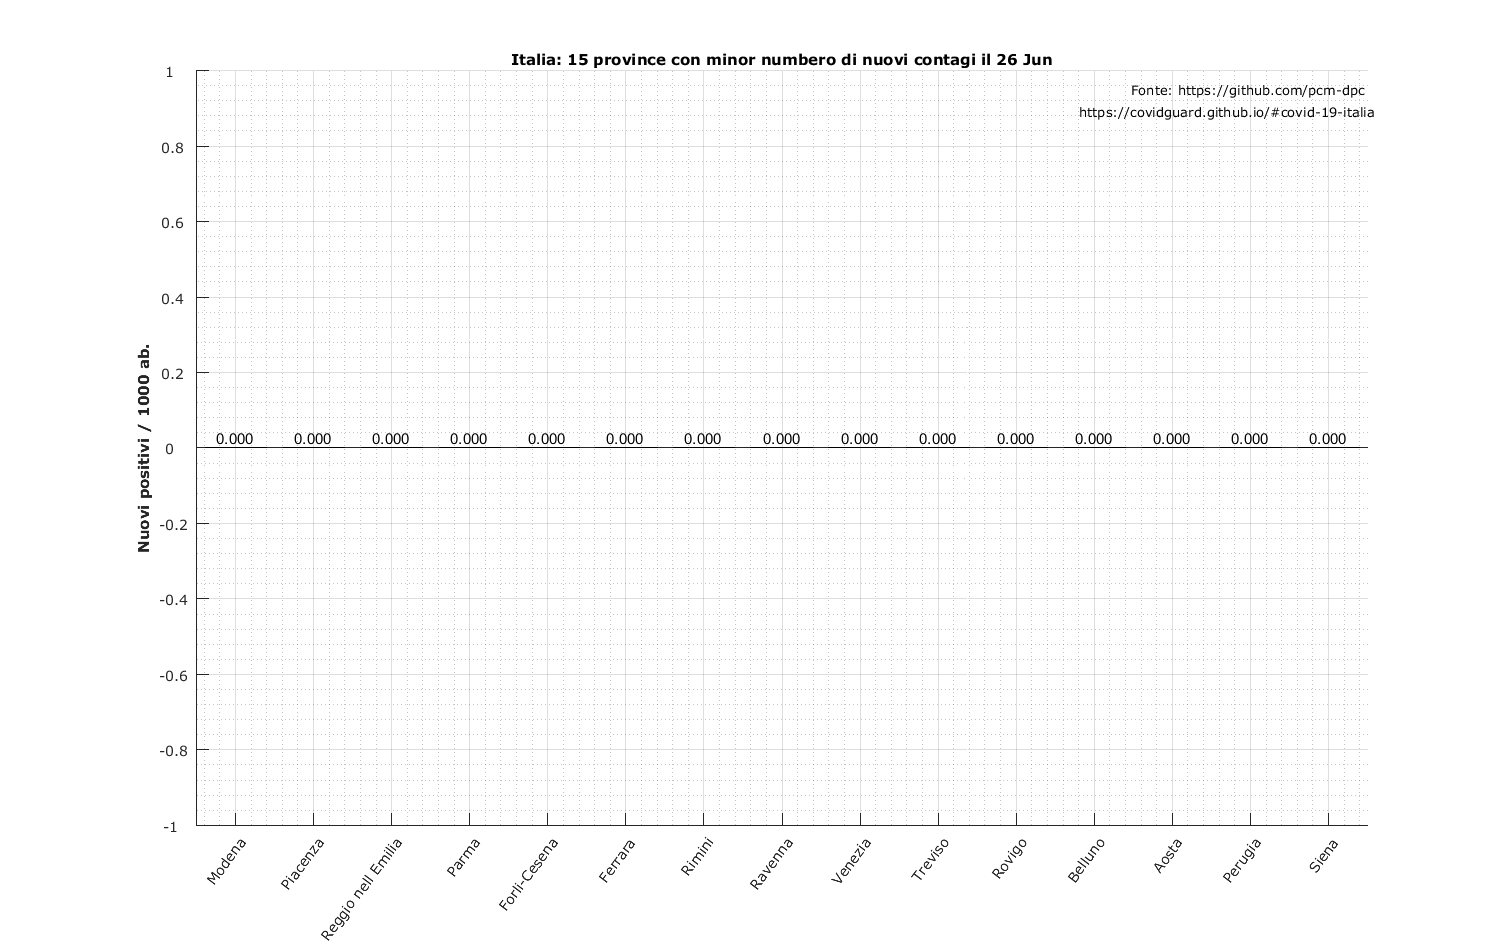 Italia: 15 province con minor numbero di nuovi contagi il 26 Jun
Fonte: https://github.com/pcm-dpc
https://covidguard.github.io/#covid-19-italia
Nuovi positivi / 1000 ab.
1
0.8
0.6
0.4
0.2
0
-0.2
-0.4
-0.6
-0.8
-1
0.000 0.000 0.000 0.000 0.000 0.000 0.000 0.000 0.000 0.000 0.000 0.000 0.000 0.000 0.000
Modena
Piacenza
Reggio nell Emilia
Parma
Forlì-Cesena
Ferrara
Rimini
Ravenna
Venezia
Treviso
Rovigo
Belluno
Aosta
Perugia
Siena